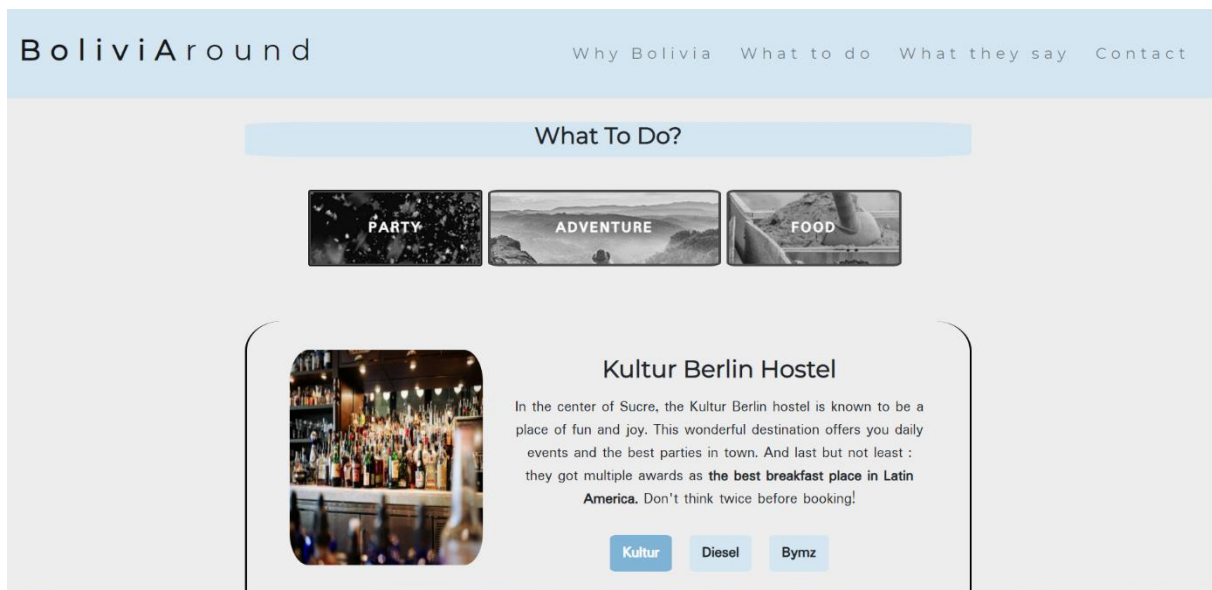 BoliviAround
Why Bolivia What to do What they say Contact
What To Do?
PARTY ADVENTURE FOOD
Kultur Berlin Hostel
In the center of Sucre, the Kultur Berlin hostel is known to be a
place of fun and joy. This wonderful destination offers you daily
events and the best parties in town. And last but not least :
they got multiple awards as the best breakfast place in Latin
America. Don't think twice before booking!
Kultur Diesel Bymz